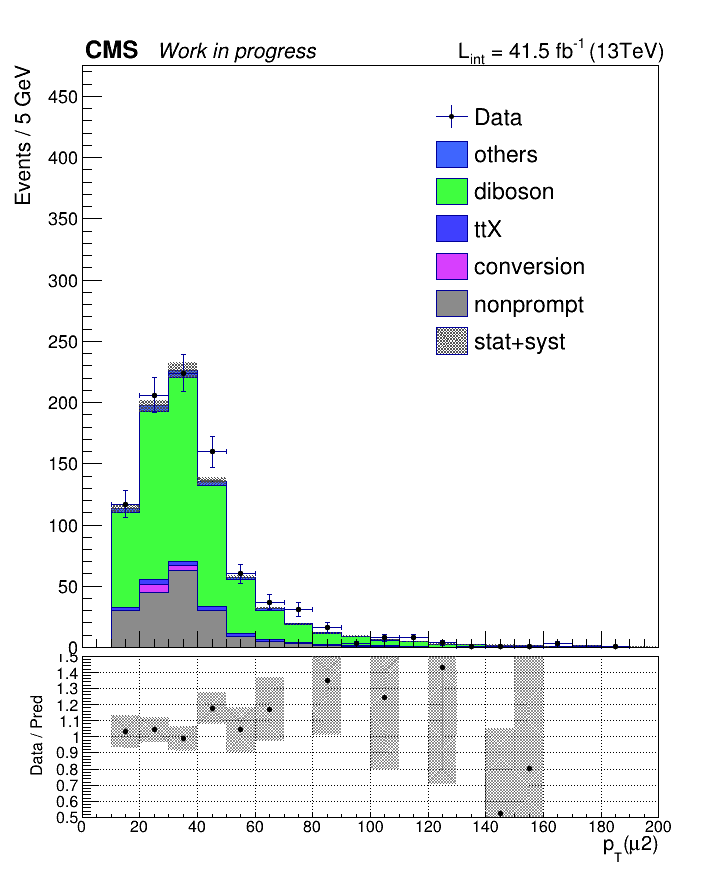 CMS Work in progress L_int = 41.5 fb^-1 (13TeV)
Events / 5 GeV
450
400
350
300
250
200
150
100
50
0
Data
others
diboson
ttX
conversion
nonprompt
stat+syst
Data / Pred
1.5
1.4
1.3
1.2
1.1
1
0.9
0.8
0.7
0.6
0.5
0 20 40 60 80 100 120 140 160 180 200
p_T(μ2)